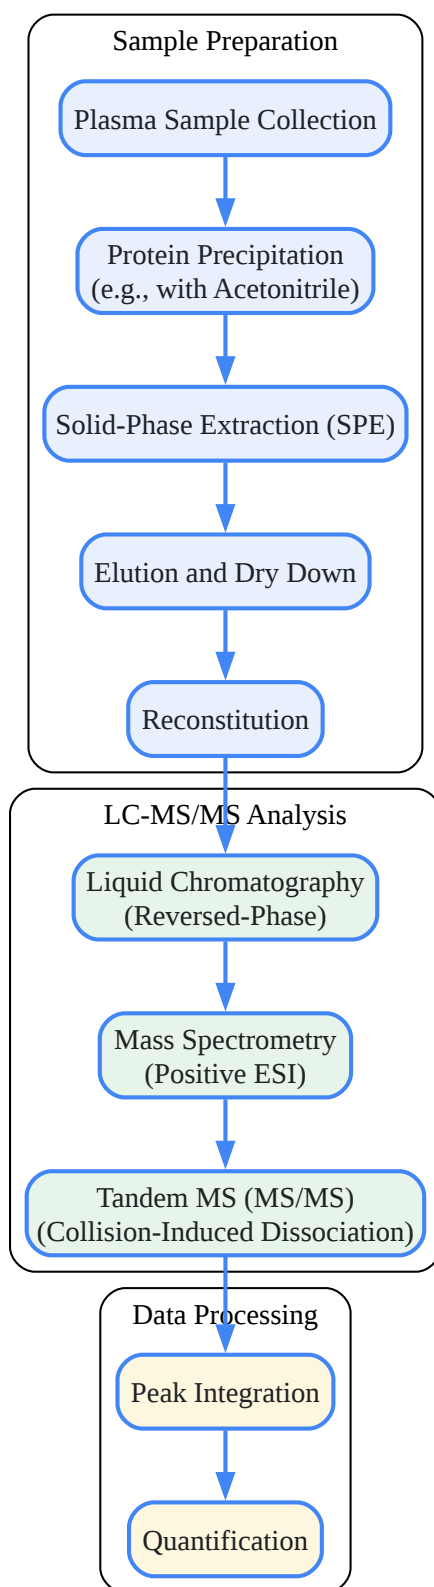 Sample Preparation
Plasma Sample Collection
Protein Precipitation
(e.g., with Acetonitrile)
Solid-Phase Extraction (SPE)
Elution and Dry Down
Reconstitution
LC-MS/MS Analysis
Liquid Chromatography
(Reversed-Phase)
Mass Spectrometry
(Positive ESI)
Tandem MS (MS/MS)
(Collision-Induced Dissociation)
Data Processing
Peak Integration
Quantification